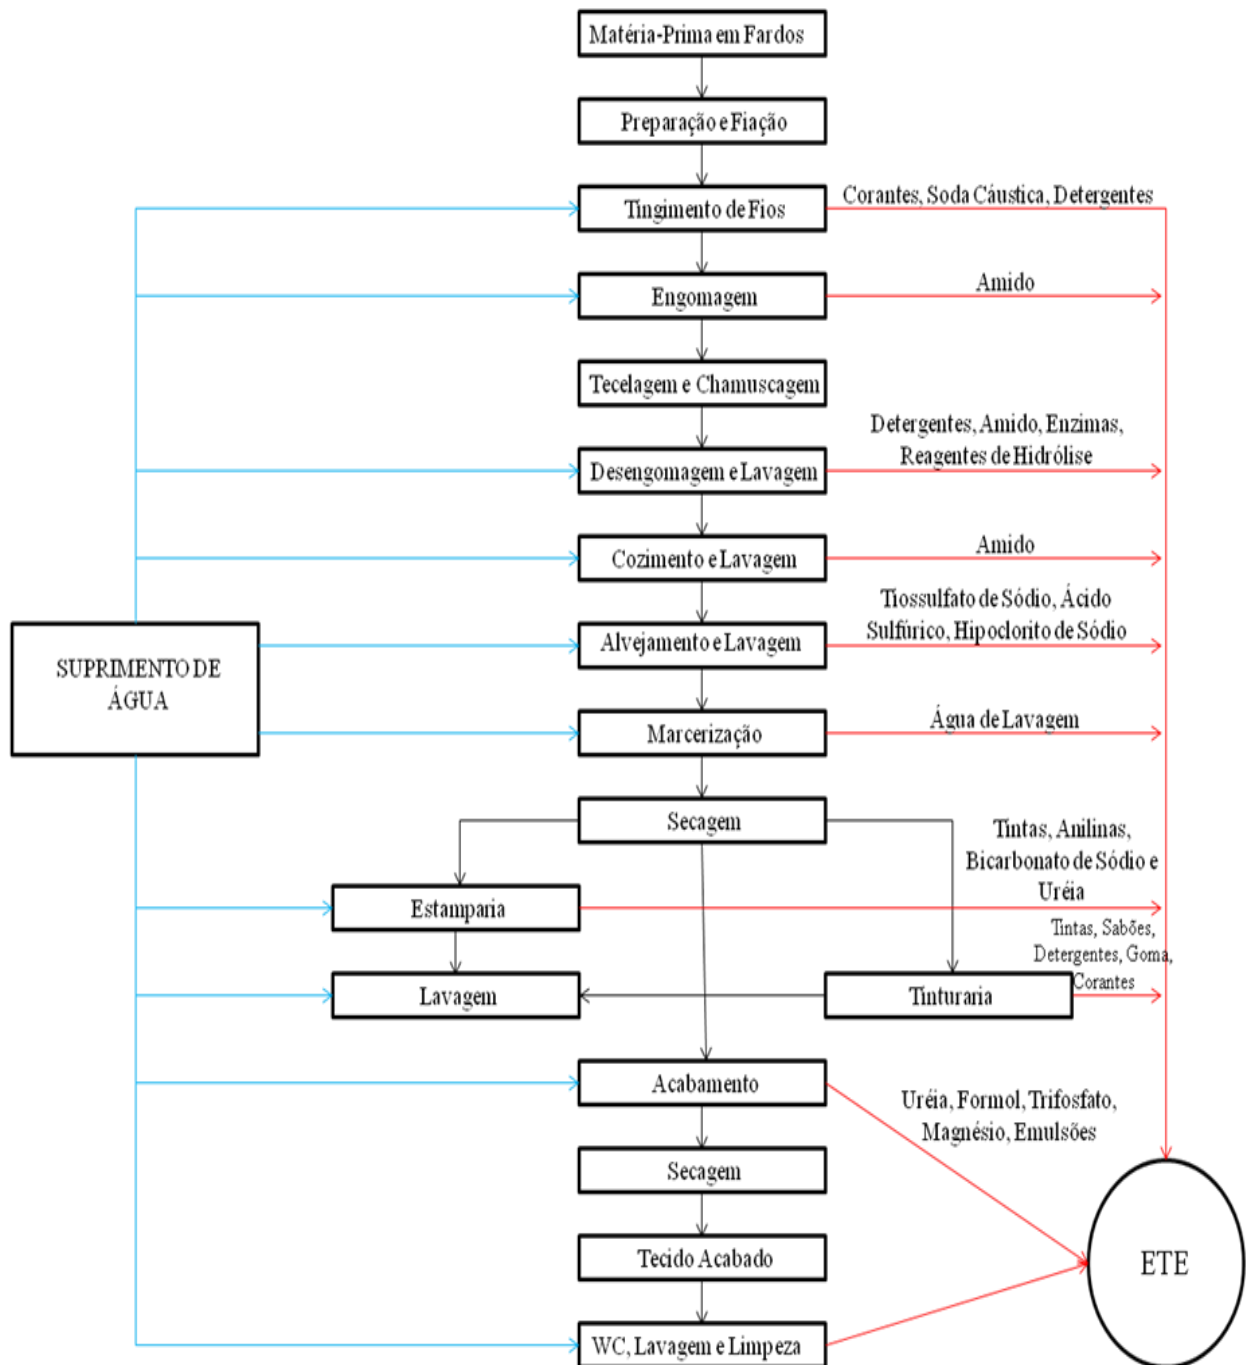 Matéria-Prima em Fardos
Preparação e Fiação
Tingimento de Fios
Corantes, Soda Cáustica, Detergentes
Engomagem
Amido
Tecelagem e Chamuscagem
Detergentes, Amido, Enzimas,
Reagentes de Hidrólise
Desengomagem e Lavagem
Cozimento e Lavagem
Amido
Tiossulfato de Sódio, Ácido
Sulfúrico, Hipoclorito de Sódio
Alvejamento e Lavagem
SUPRIMENTO DE
ÁGUA
Marcerização
Água de Lavagem
Secagem
Tintas, Anilinas,
Bicarbonato de Sódio e
Uréia
Estamparia
Tintas, Sabões,
Detergentes, Goma,
Corantes
Lavagem
Tinturaria
Acabamento
Uréia, Formol, Trifosfato,
Magnésio, Emulsões
Secagem
Tecido Acabado
ETE
WC, Lavagem e Limpeza